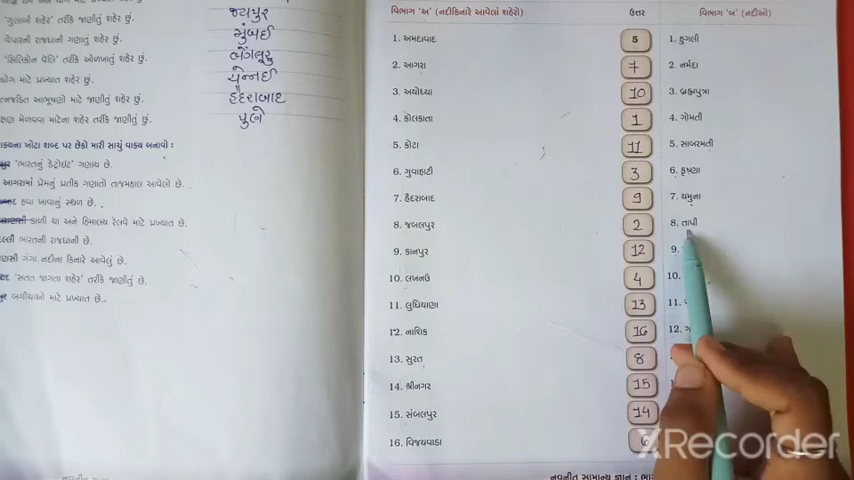 'ગુલાબી શહેર' તરીકે જાણીતું શહેર છું. જયપુર
વેપારની રાજધાની ગણાતું શહેર છું. મુંબઈ
'સિલિકોન વેલિ' તરીકે ઓળખાતું શહેર છું. બેંગલૂરુ
માટે પ્રખ્યાત શહેર છું. ચેન્નઈ
આભૂષણો માટે જાણીતું શહેર છું. હૈદરાબાદ
મેળવવા માટેના શહેર તરીકે જાણીતું છું. પુણે
ખોટા શબ્દ પર છેકો મારી સાચું વાક્ય બનાવો :
'ભારતનું ડેટ્રોઇટ' ગણાય છે.
આગરામાં પ્રેમનું પ્રતીક ગણાતો તાજમહાલ આવેલો છે.
હવા ખાવાનું સ્થળ છે.
કાળી ચા અને હિમાલય રેલવે માટે પ્રખ્યાત છે.
ભારતની રાજધાની છે.
ગંગા નદીના કિનારે આવેલું છે.
'સતત જાગતા શહેર' તરીકે જાણીતું છે.
બગીચાઓ માટે પ્રખ્યાત છે.
વિભાગ 'અ' (નદીકિનારે આવેલાં શહેરો) ઉત્તર વિભાગ 'બ' (નદીઓ)
1. અમદાવાદ 5 1. હુગલી
2. આગરા 7 2. નર્મદા
3. અયોધ્યા 10 3. બ્રહ્મપુત્રા
4. કોલકાતા 1 4. ગોમતી
5. કોટા 11 5. સાબરમતી
6. ગુવાહાટી 3 6. કૃષ્ણા
7. હૈદરાબાદ 9 7. યમુના
8. જબલપુર 2 8. તાપી
9. કાનપુર 12 9.
10. લખનઉ 4 10.
11. લુધિયાણા 13 11.
12. નાશિક 16 12.
13. સુરત 8
14. શ્રીનગર 15
15. સંબલપુર 14
16. વિજયવાડા 6
નવનીત સામાન્ય જ્ઞાન :
XRecorder